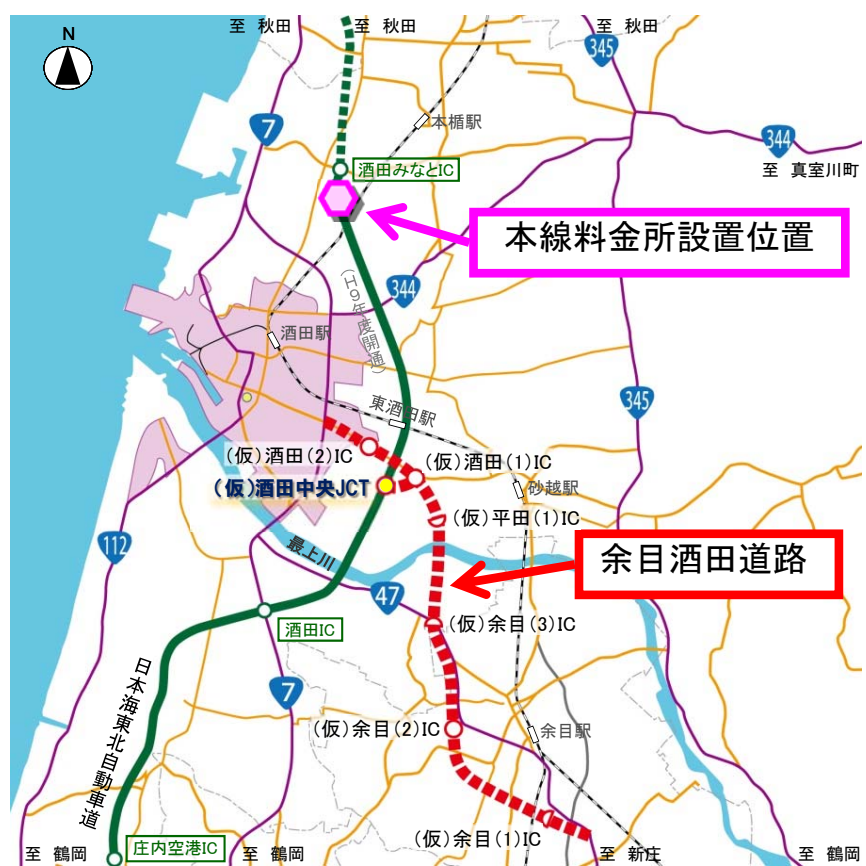 N
至 秋田
至 秋田
至 秋田
345
7
本楯駅
344
至 真室川町
酒田みなとIC
本線料金所設置位置
344
(H9年度開通)
酒田駅
345
東酒田駅
(仮)酒田(2)IC
(仮)酒田(1)IC
(仮)酒田中央JCT
砂越駅
(仮)平田(1)IC
112
最上川
余目酒田道路
47
酒田IC
(仮)余目(3)IC
7
日本海東北自動車道
(仮)余目(2)IC
余目駅
(仮)余目(1)IC
至 鶴岡
庄内空港IC
至 鶴岡
至 新庄
至 鶴岡